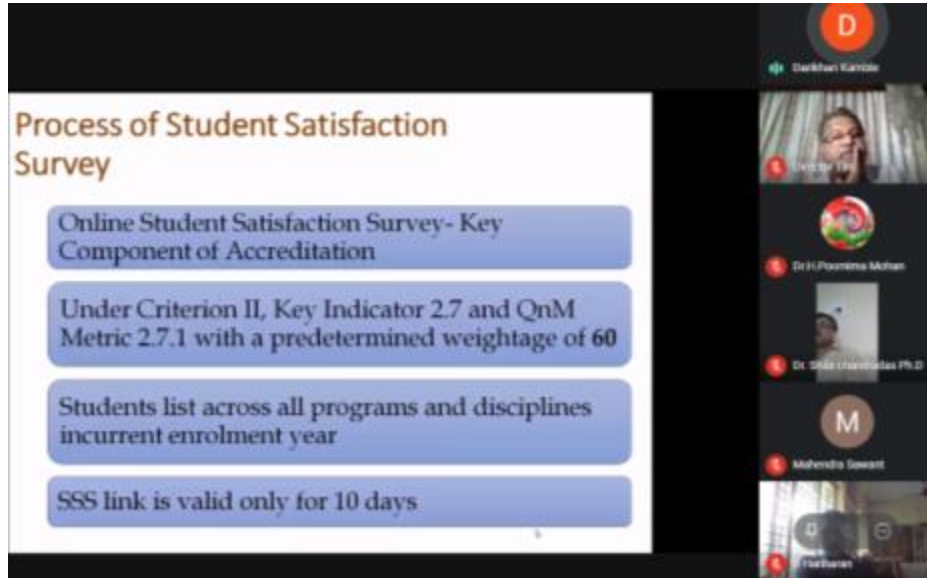 Process of Student Satisfaction
Survey
Online Student Satisfaction Survey- Key
Component of Accreditation
Under Criterion II, Key Indicator 2.7 and QnM
Metric 2.7.1 with a predetermined weightage of 60
Students list across all programs and disciplines
incurrent enrolment year
SSS link is valid only for 10 days
D
Dr.H.Poornima Mohan
Dr. Ph.D
M
Mahendra Sawant
Hariharan